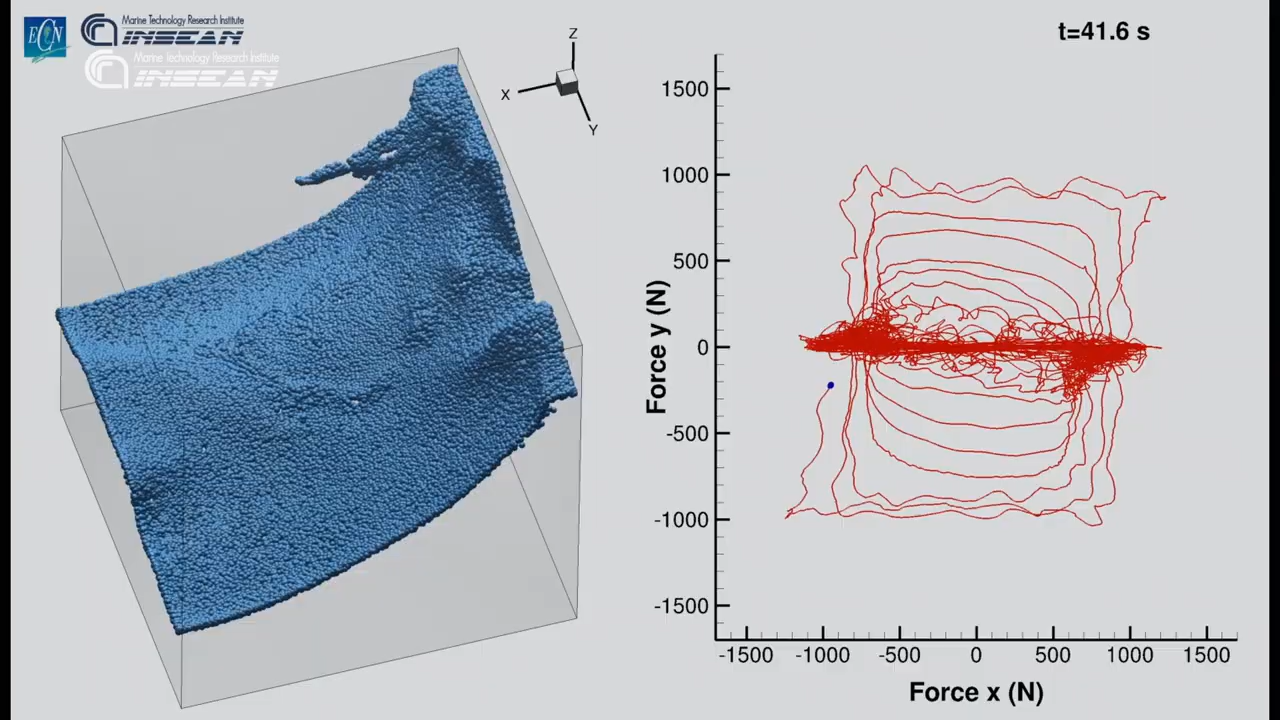 ECN
Marine Technology Research Institute
INSEAN
Marine Technology Research Institute
INSEAN
Z
X
Y
t=41.6 s
1500
1000
500
0
-500
-1000
-1500
Force y (N)
-1500 -1000 -500 0 500 1000 1500
Force x (N)